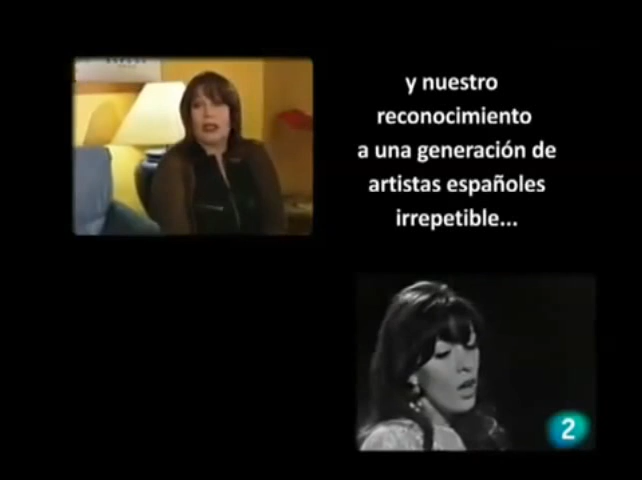 y nuestro
reconocimiento
a una generación de
artistas españoles
irrepetible...
2